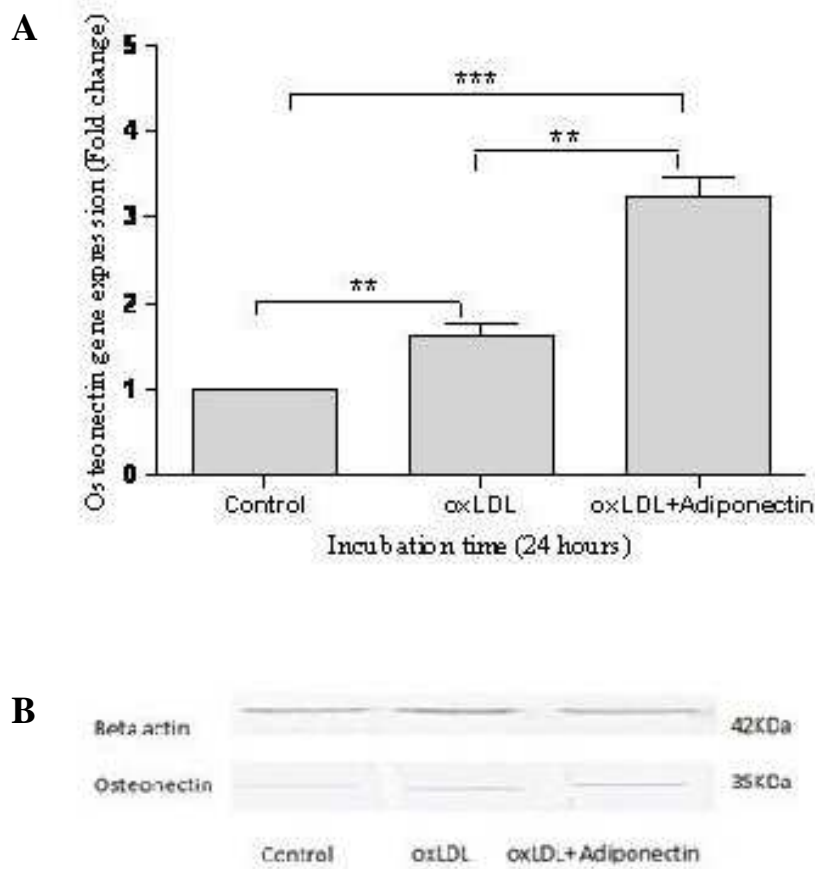 A
Osteonectin gene expression (Fold change)
5
4
3
2
1
0
***
**
**
Control oxLDL oxLDL+Adiponectin
Incubation time (24 hours)
B
Beta actin 42KDa
Osteonectin 35KDa
Control oxLDL oxLDL+Adiponectin